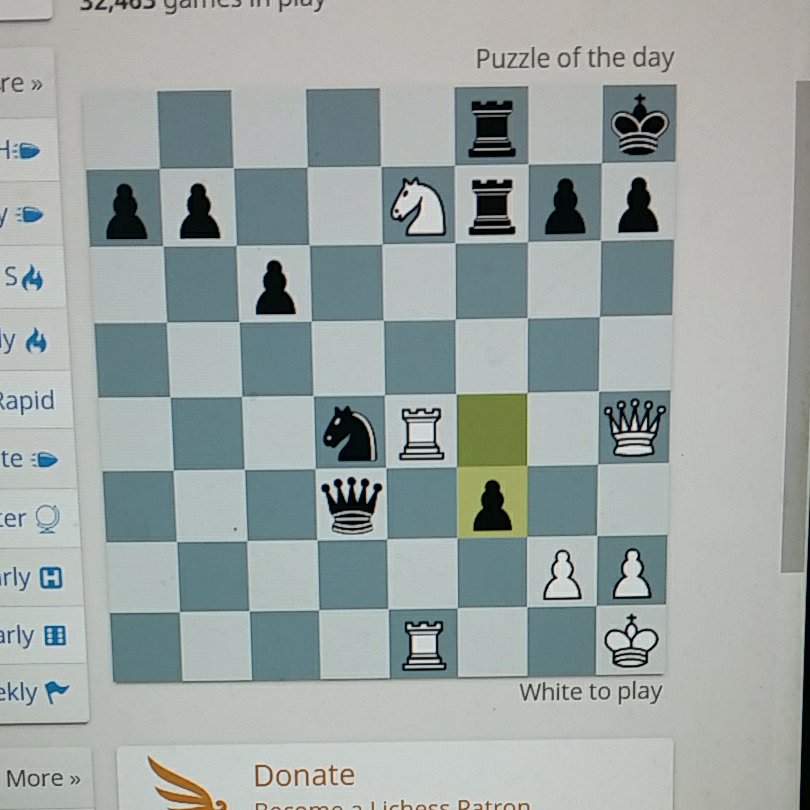 32,463 games in play
Puzzle of the day
re »
H
y
S
ly
Rapid
te
ter
rly
arly
ekly
White to play
More »
Donate
Become a Lichess Patron